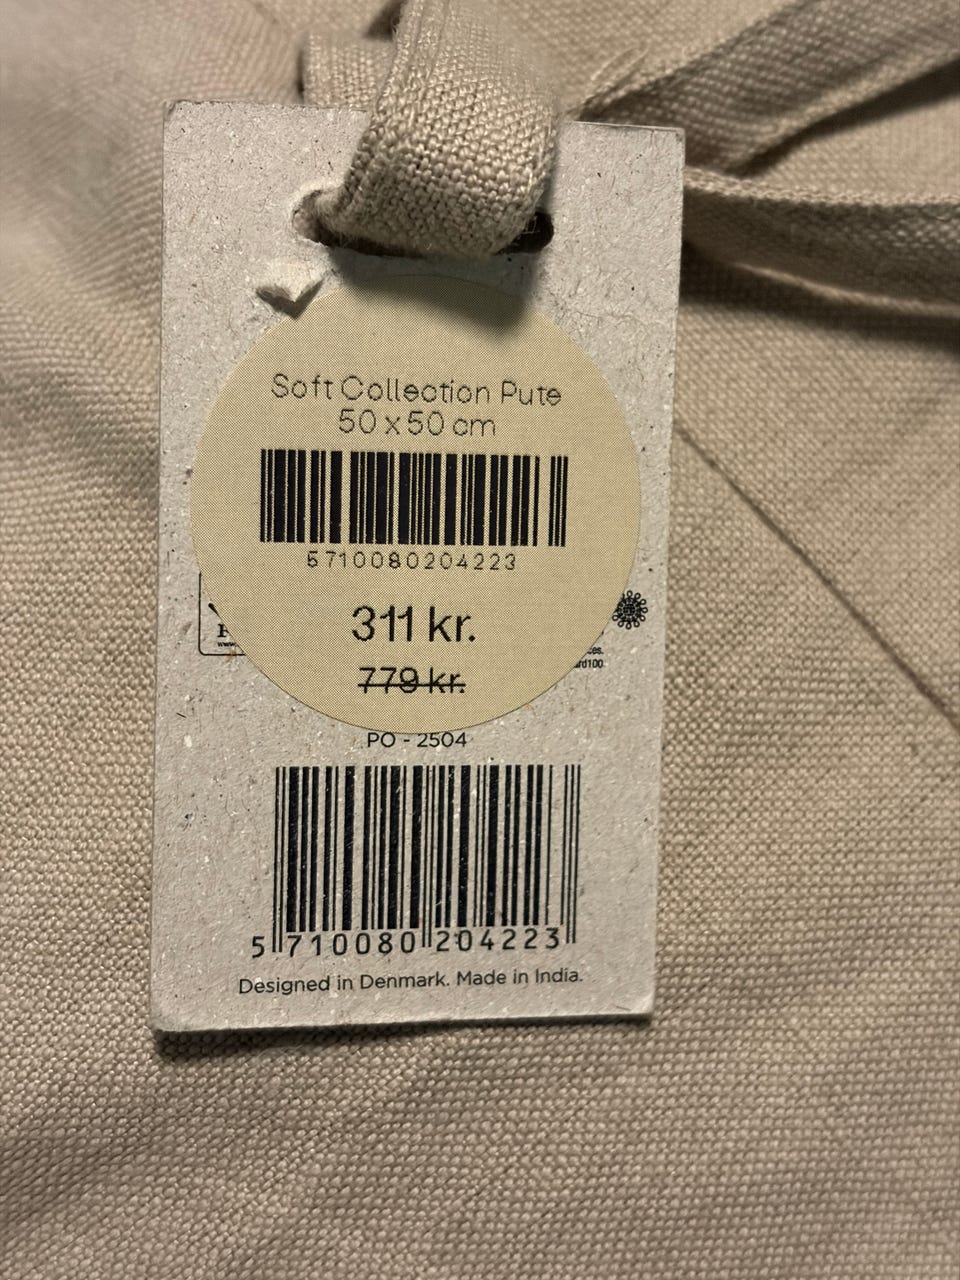 Soft Collection Pute
50 x 50 cm
5710080204223
311 kr.
779 kr.
PO - 2504
5 710080 204223
Designed in Denmark. Made in India.